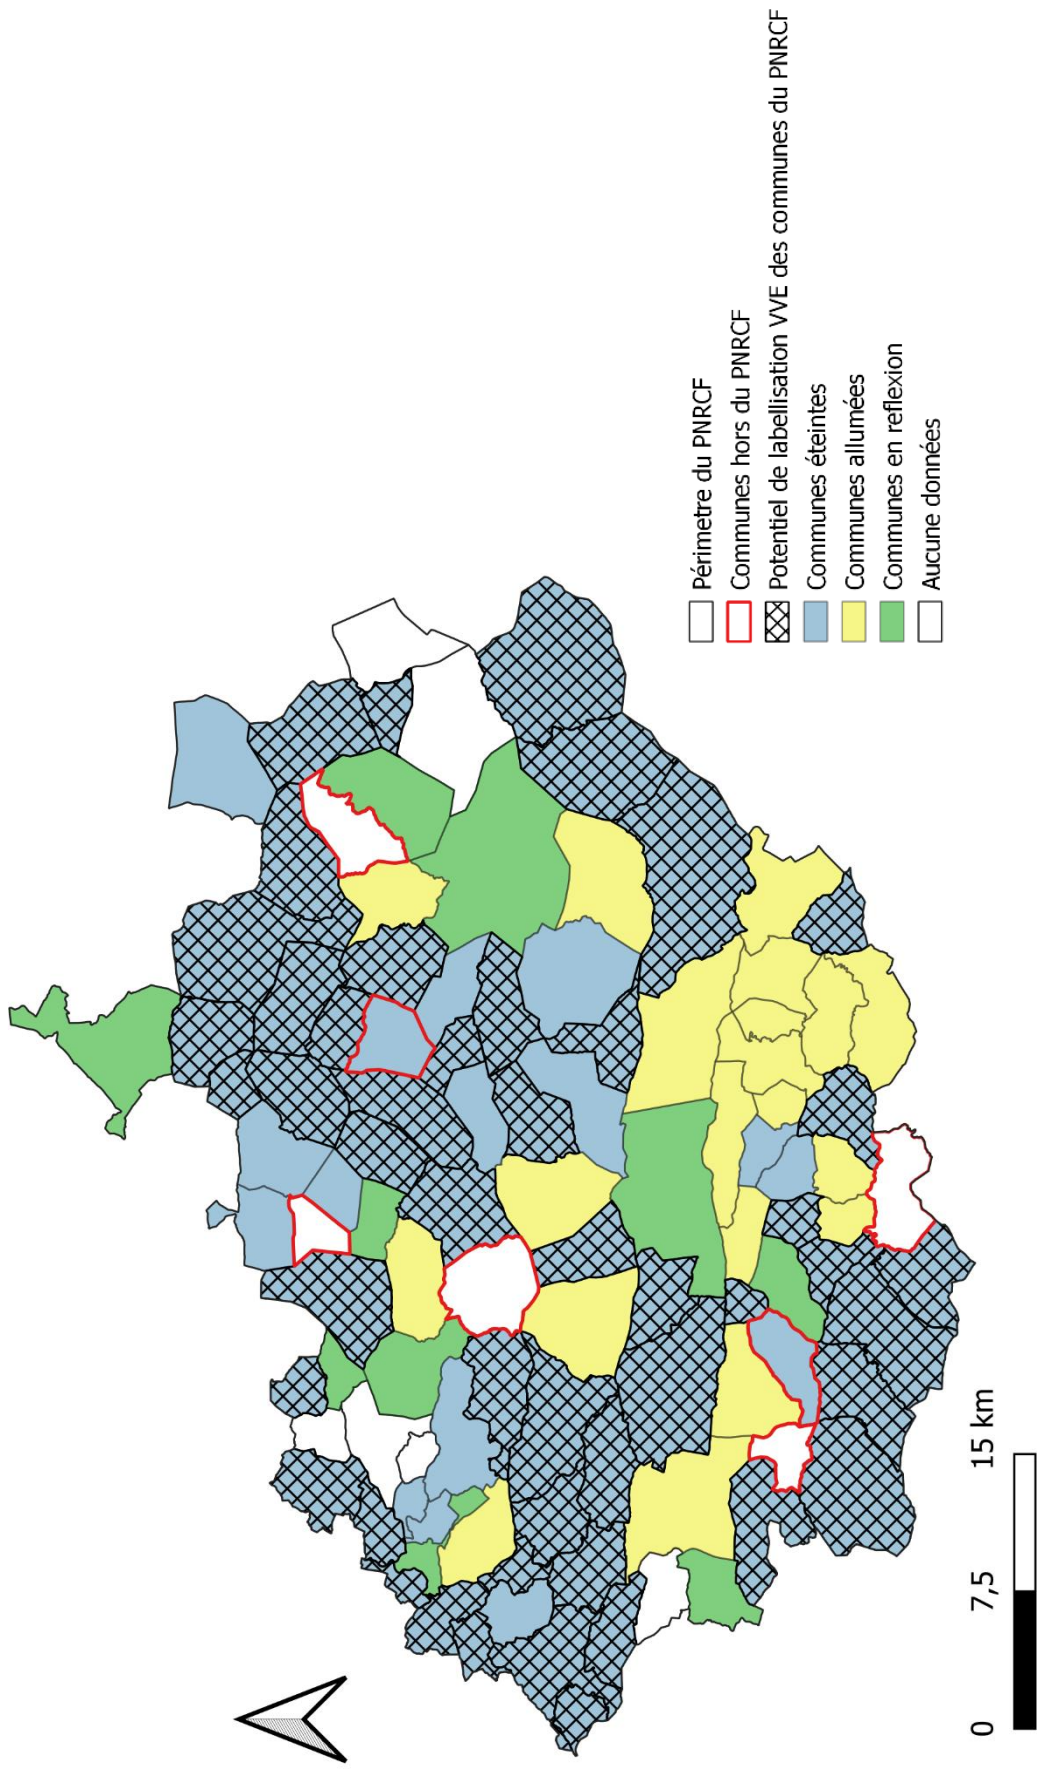 Périmetre du PNRCF
Communes hors du PNRCF
Potentiel de labellisation VVE des communes du PNRCF
Communes éteintes
Communes allumées
Communes en reflexion
Aucune données
0 7,5 15 km